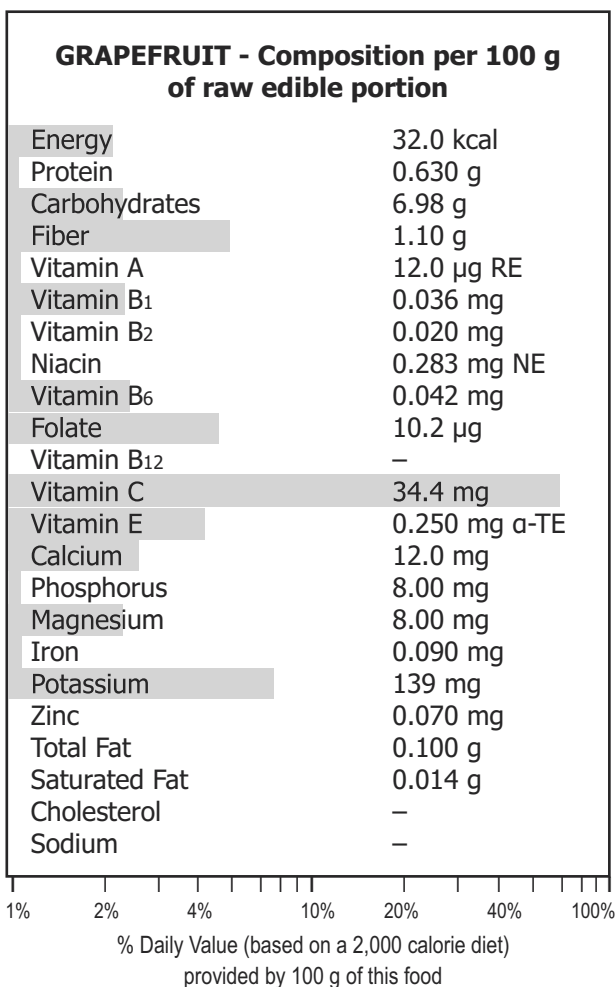 GRAPEFRUIT - Composition per 100 g
of raw edible portion
Energy 32.0 kcal
Protein 0.630 g
Carbohydrates 6.98 g
Fiber 1.10 g
Vitamin A 12.0 µg RE
Vitamin B1 0.036 mg
Vitamin B2 0.020 mg
Niacin 0.283 mg NE
Vitamin B6 0.042 mg
Folate 10.2 µg
Vitamin B12 –
Vitamin C 34.4 mg
Vitamin E 0.250 mg α-TE
Calcium 12.0 mg
Phosphorus 8.00 mg
Magnesium 8.00 mg
Iron 0.090 mg
Potassium 139 mg
Zinc 0.070 mg
Total Fat 0.100 g
Saturated Fat 0.014 g
Cholesterol –
Sodium –
1% 2% 4% 10% 20% 40% 100%
% Daily Value (based on a 2,000 calorie diet)
provided by 100 g of this food